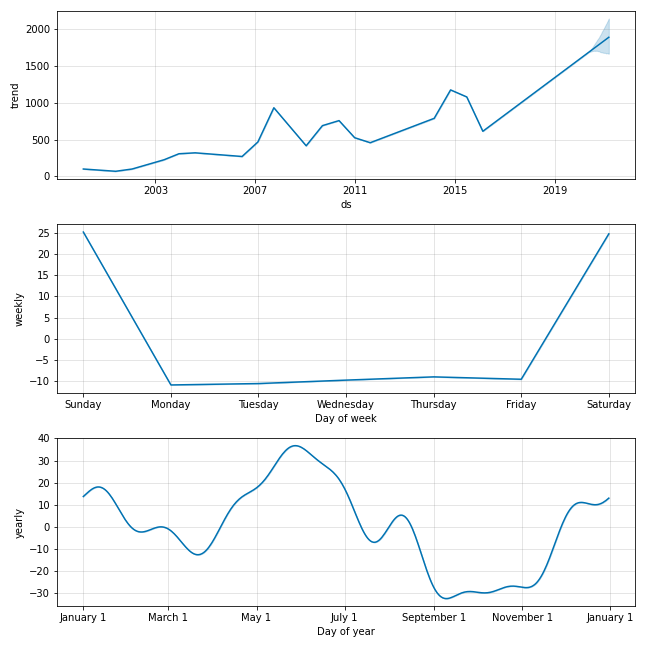 2000
1500
1000
500
0
trend
2003 2007 2011 2015 2019
ds
25
20
15
10
5
0
−5
−10
weekly
Sunday Monday Tuesday Wednesday Thursday Friday Saturday
Day of week
40
30
20
10
0
−10
−20
−30
yearly
January 1 March 1 May 1 July 1 September 1 November 1 January 1
Day of year